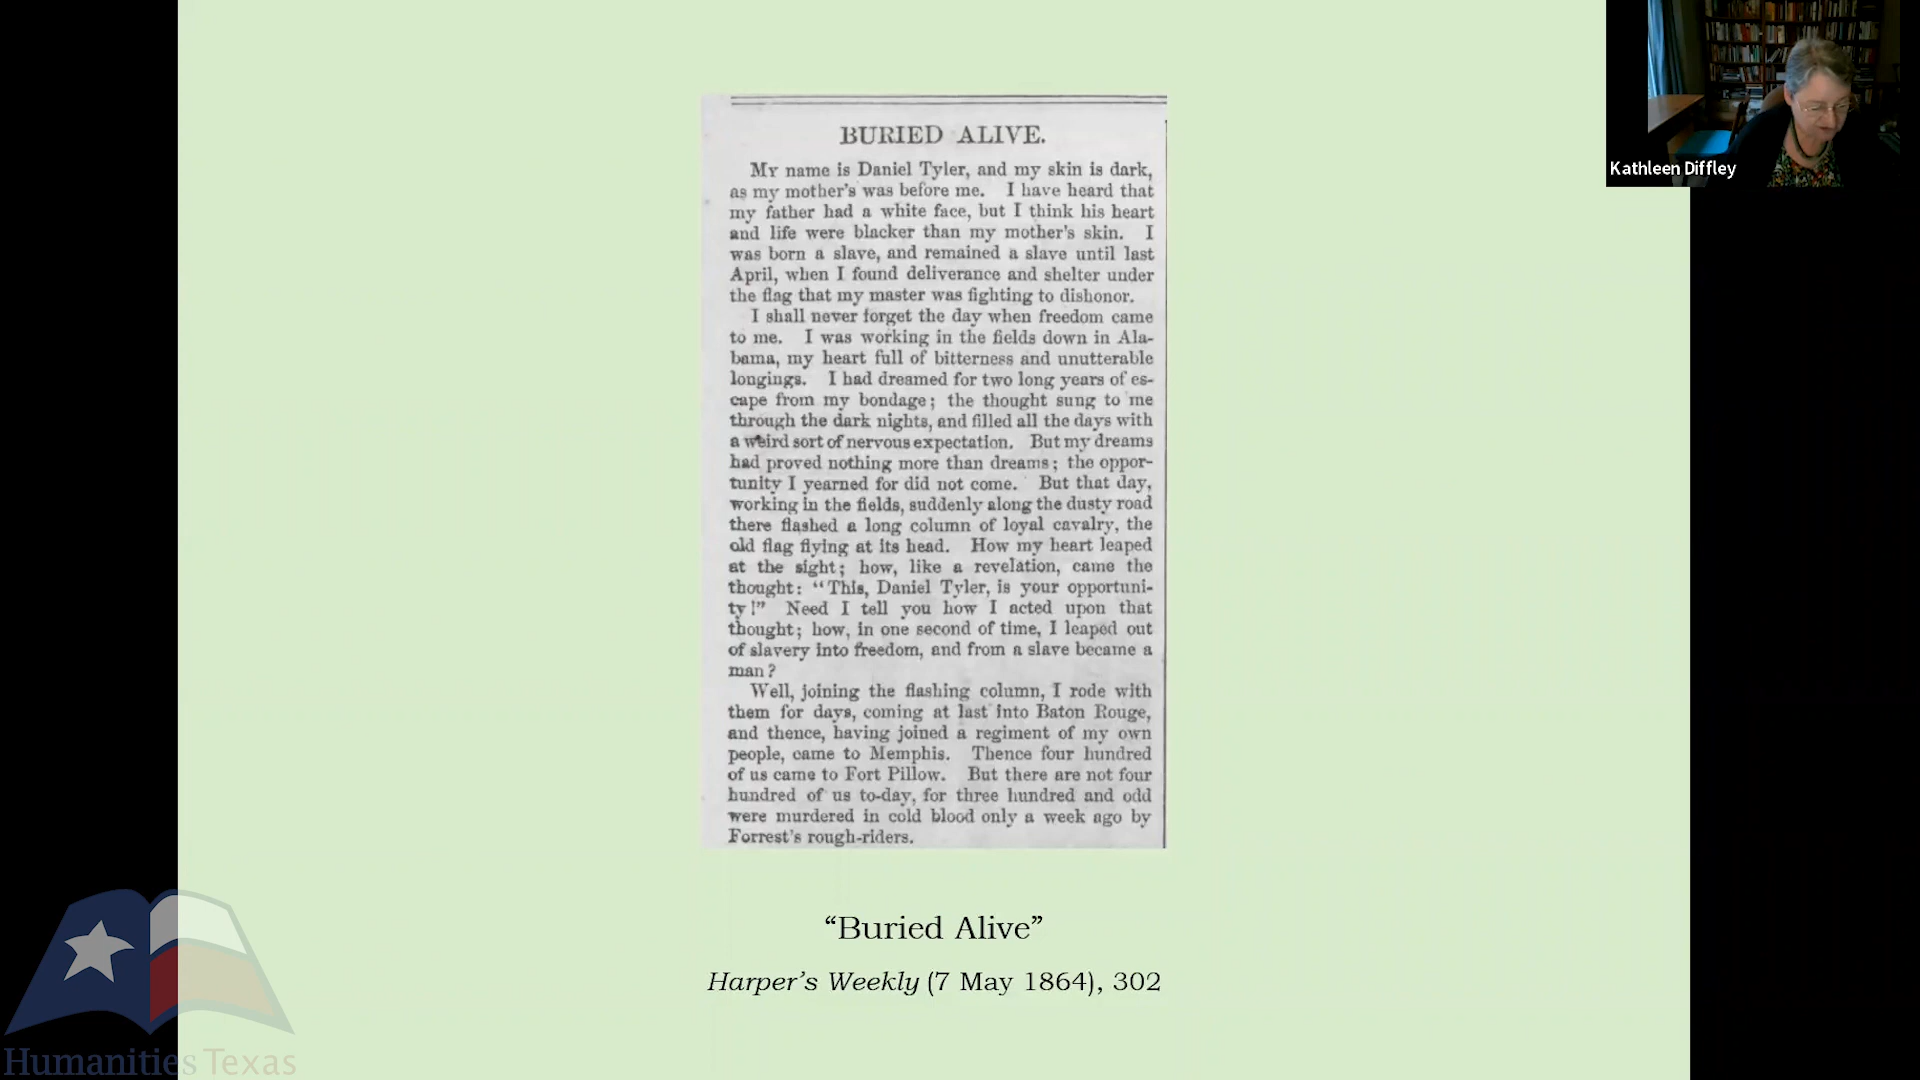 BURIED ALIVE.
My name is Daniel Tyler, and my skin is dark,
as my mother's was before me. I have heard that
my father had a white face, but I think his heart
and life were blacker than my mother's skin. I
was born a slave, and remained a slave until last
April, when I found deliverance and shelter under
the flag that my master was fighting to dishonor.
I shall never forget the day when freedom came
to me. I was working in the fields down in Ala-
bama, my heart full of bitterness and unutterable
longings. I had dreamed for two long years of es-
cape from my bondage; the thought sung to me
through the dark nights, and filled all the days with
a weird sort of nervous expectation. But my dreams
had proved nothing more than dreams; the oppor-
tunity I yearned for did not come. But that day,
working in the fields, suddenly along the dusty road
there flashed a long column of loyal cavalry, the
old flag flying at its head. How my heart leaped
at the sight; how, like a revelation, came the
thought: "This, Daniel Tyler, is your opportuni-
ty!" Need I tell you how I acted upon that
thought; how, in one second of time, I leaped out
of slavery into freedom, and from a slave became a
man?
Well, joining the flashing column, I rode with
them for days, coming at last into Baton Rouge,
and thence, having joined a regiment of my own
people, came to Memphis. Thence four hundred
of us came to Fort Pillow. But there are not four
hundred of us to-day, for three hundred and odd
were murdered in cold blood only a week ago by
Forrest's rough-riders.
“Buried Alive”
Harper’s Weekly (7 May 1864), 302
Kathleen Diffley
Humanities Texas